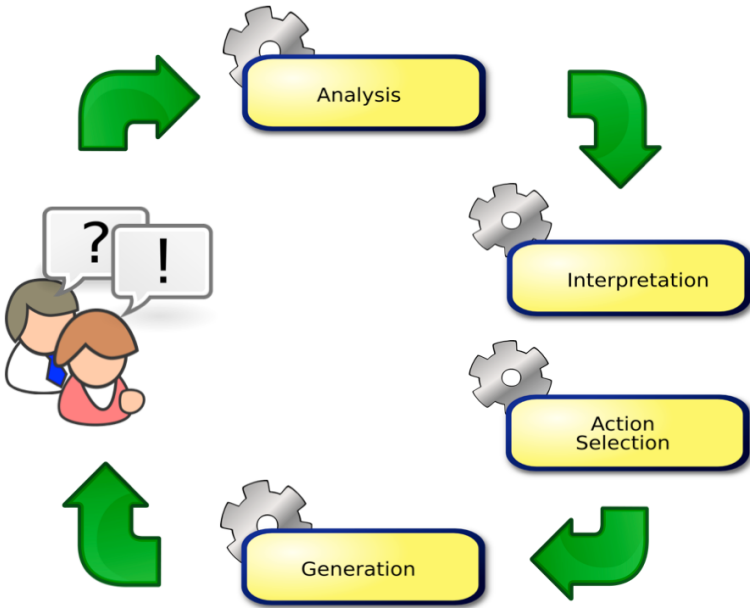 Analysis
?
!
Interpretation
Action
Selection
Generation